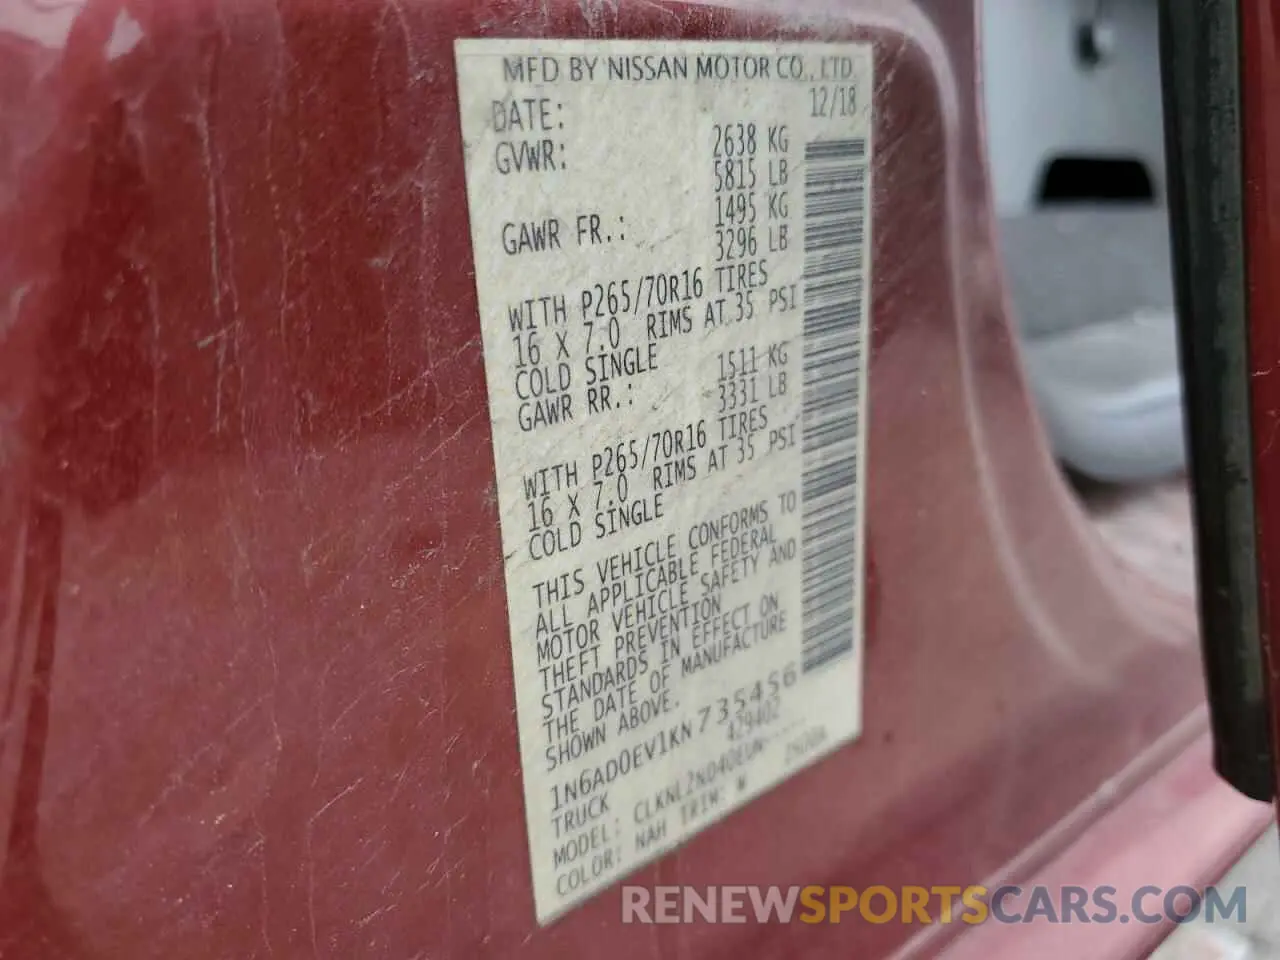 MFD BY NISSAN MOTOR CO., LTD.
DATE: 12/18
GVWR: 2638 KG
5815 LB
GAWR FR.: 1495 KG
3296 LB
WITH P265/70R16 TIRES
16 X 7.0 RIMS AT 35 PSI
COLD SINGLE
GAWR RR.: 1511 KG
3331 LB
WITH P265/70R16 TIRES
16 X 7.0 RIMS AT 35 PSI
COLD SINGLE
THIS VEHICLE CONFORMS TO
ALL APPLICABLE FEDERAL
MOTOR VEHICLE SAFETY AND
THEFT PREVENTION
STANDARDS IN EFFECT ON
THE DATE OF MANUFACTURE
SHOWN ABOVE.
1N6AD0EV1KN735456
TRUCK 429402
MODEL:
COLOR: NAH TRIM: W
RENEWSPORTSCARS.COM